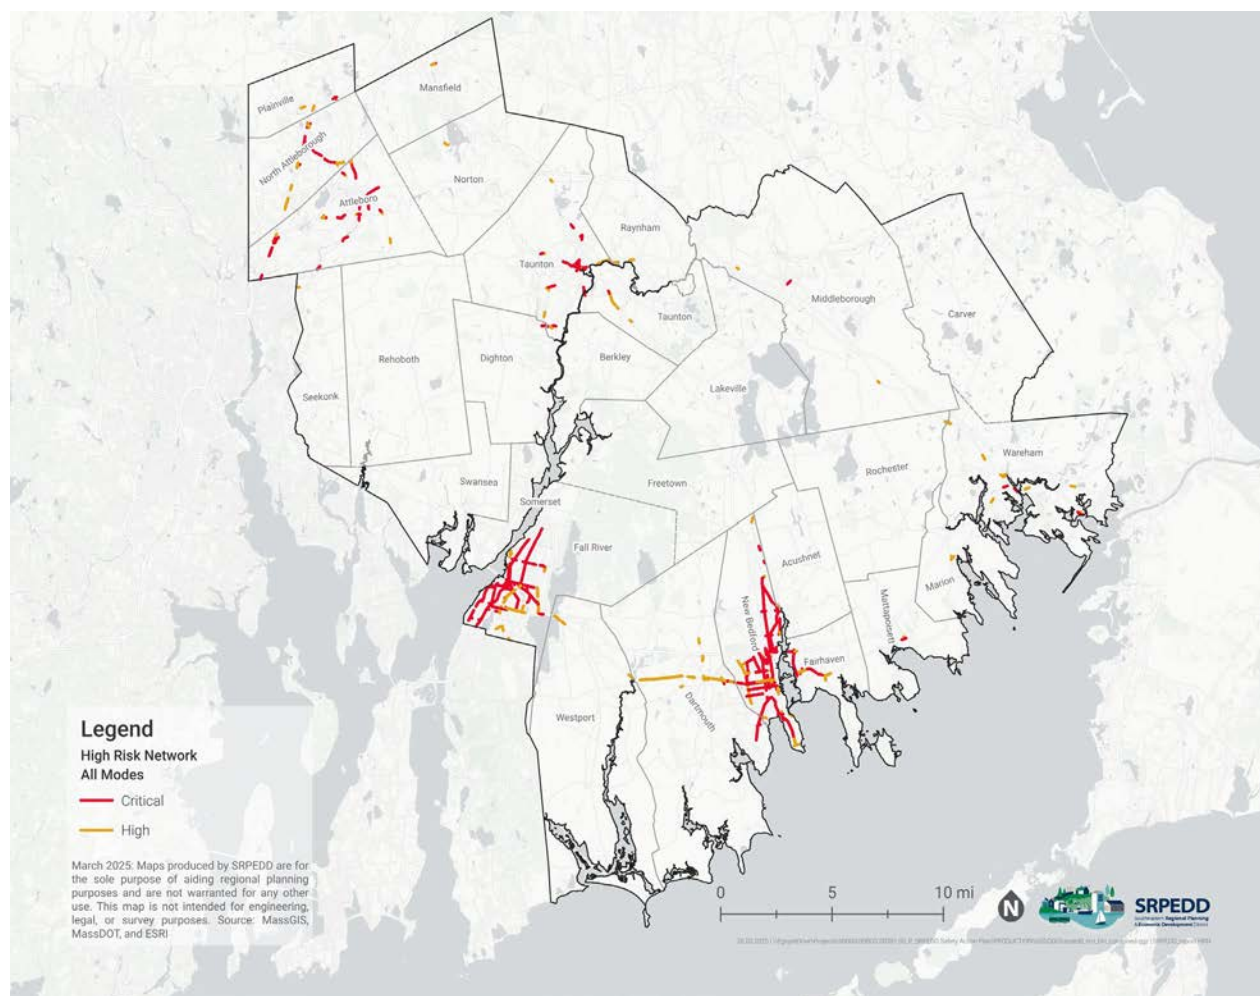 Mansfield
Plainville
North Attleborough
Norton
Attleboro
Raynham
Taunton
Middleborough
Taunton
Carver
Rehoboth
Dighton
Berkley
Lakeville
Seekonk
Wareham
Rochester
Swansea
Freetown
Somerset
Fall River
Acushnet
Marion
New Bedford
Mattapoisett
Fairhaven
Dartmouth
Westport
Legend
High Risk Network
All Modes
Critical
High
March 2025: Maps produced by SRPEDD are for
the sole purpose of aiding regional planning
purposes and are not warranted for any other
use. This map is not intended for engineering,
legal, or survey purposes. Source: MassGIS,
MassDOT, and ESRI
0 5 10 mi
N
SRPEDD
Southeastern Regional Planning
& Economic Development District